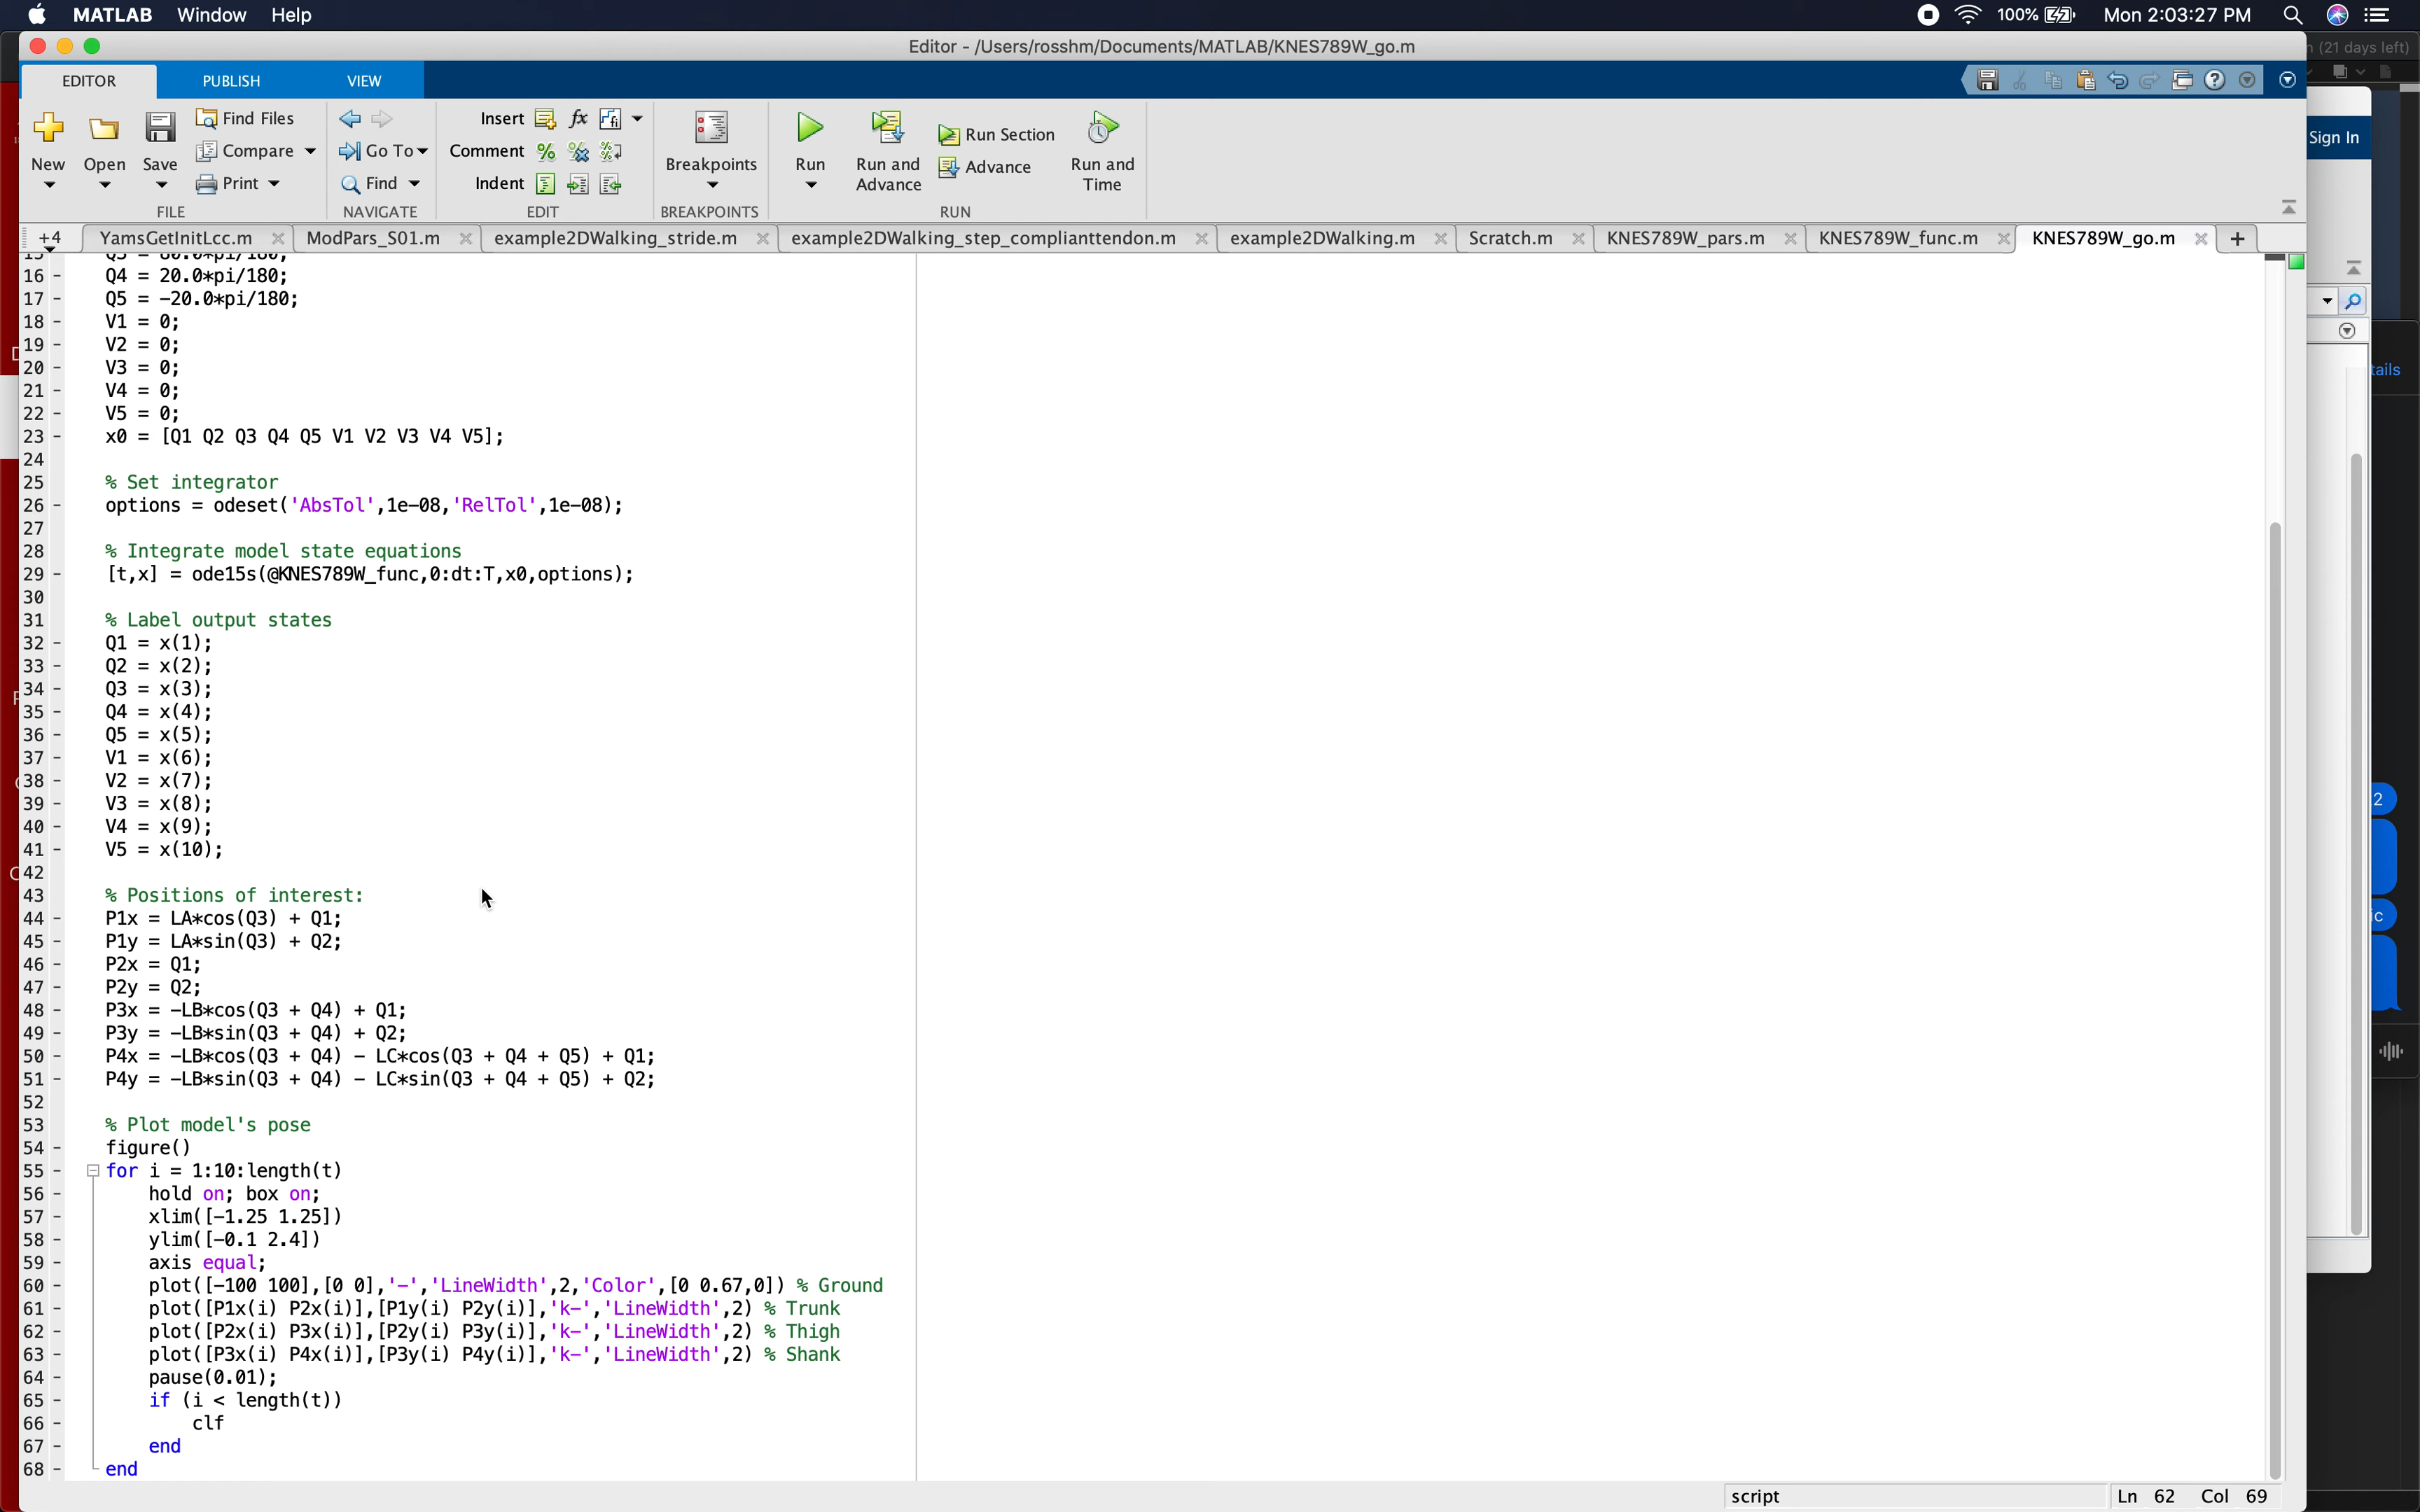 MATLAB Window Help
100% Mon 2:03:27 PM
Editor - /Users/rosshm/Documents/MATLAB/KNES789W_go.m
(21 days left)
EDITOR PUBLISH VIEW
Find Files
Insert
Compare
Go To
Comment
Run Section
Sign In
New Open Save Print Find Indent Breakpoints Run Run and Advance Advance Run and Time
FILE NAVIGATE EDIT BREAKPOINTS RUN
+4 YamsGetInitLcc.m ModPars_S01.m example2DWalking_stride.m example2DWalking_step_complianttendon.m example2DWalking.m Scratch.m KNES789W_pars.m KNES789W_func.m KNES789W_go.m
16 - Q4 = 20.0*pi/180;
17 - Q5 = -20.0*pi/180;
18 - V1 = 0;
19 - V2 = 0;
20 - V3 = 0;
21 - V4 = 0;
22 - V5 = 0;
23 - x0 = [Q1 Q2 Q3 Q4 Q5 V1 V2 V3 V4 V5];
24
25 % Set integrator
26 - options = odeset('AbsTol',1e-08,'RelTol',1e-08);
27
28 % Integrate model state equations
29 - [t,x] = ode15s(@KNES789W_func,0:dt:T,x0,options);
30
31 % Label output states
32 - Q1 = x(1);
33 - Q2 = x(2);
34 - Q3 = x(3);
35 - Q4 = x(4);
36 - Q5 = x(5);
37 - V1 = x(6);
38 - V2 = x(7);
39 - V3 = x(8);
40 - V4 = x(9);
41 - V5 = x(10);
42
43 % Positions of interest:
44 - P1x = LA*cos(Q3) + Q1;
45 - P1y = LA*sin(Q3) + Q2;
46 - P2x = Q1;
47 - P2y = Q2;
48 - P3x = -LB*cos(Q3 + Q4) + Q1;
49 - P3y = -LB*sin(Q3 + Q4) + Q2;
50 - P4x = -LB*cos(Q3 + Q4) - LC*cos(Q3 + Q4 + Q5) + Q1;
51 - P4y = -LB*sin(Q3 + Q4) - LC*sin(Q3 + Q4 + Q5) + Q2;
52
53 % Plot model's pose
54 - figure()
55 - for i = 1:10:length(t)
56 - hold on; box on;
57 - xlim([-1.25 1.25])
58 - ylim([-0.1 2.4])
59 - axis equal;
60 - plot([-100 100],[0 0],'-','LineWidth',2,'Color',[0 0.67,0]) % Ground
61 - plot([P1x(i) P2x(i)],[P1y(i) P2y(i)],'k-','LineWidth',2) % Trunk
62 - plot([P2x(i) P3x(i)],[P2y(i) P3y(i)],'k-','LineWidth',2) % Thigh
63 - plot([P3x(i) P4x(i)],[P3y(i) P4y(i)],'k-','LineWidth',2) % Shank
64 - pause(0.01);
65 - if (i < length(t))
66 - clf
67 - end
68 - end
script Ln 62 Col 69